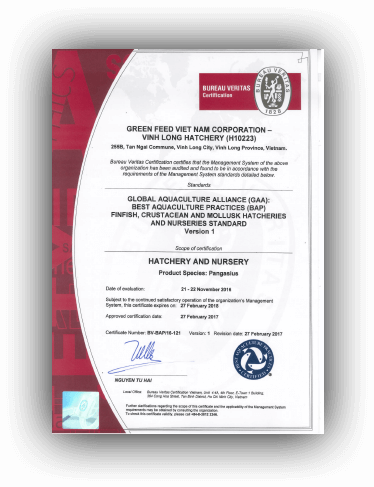 BUREAU VERITAS
Certification
BUREAU VERITAS
1828
GREEN FEED VIET NAM CORPORATION –
VINH LONG HATCHERY (H10223)
265B, Tan Ngai Commune, Vinh Long City, Vinh Long Province, Vietnam.
Bureau Veritas Certification certifies that the Management System of the above
organization has been audited and found to be in accordance with the
requirements of the Management System standards detailed below.
Standards
GLOBAL AQUACULTURE ALLIANCE (GAA):
BEST AQUACULTURE PRACTICES (BAP)
FINFISH, CRUSTACEAN AND MOLLUSK HATCHERIES
AND NURSERIES STANDARD
Version 1
Scope of certification
HATCHERY AND NURSERY
Product Species: Pangasius
Date of evaluation: 21 - 22 November 2016
Subject to the continued satisfactory operation of the organization's Management
System, this certificate expires on: 27 February 2018
Approved certification date: 27 February 2017
Certificate Number: BV-BAP/16-121 Version: 1 Revision date: 27 February 2017
NGUYEN TU HAI
Local Office: Bureau Veritas Certification Vietnam, Unit
4th Floor, E-Town 1 Building,
364 Cong Hoa Street, Tan Binh District, Ho Chi Minh City, Vietnam
Further clarifications regarding the scope of this certificate and the applicability of the Management System
requirements may be obtained by consulting the organization.
To check this certificate validity, please call